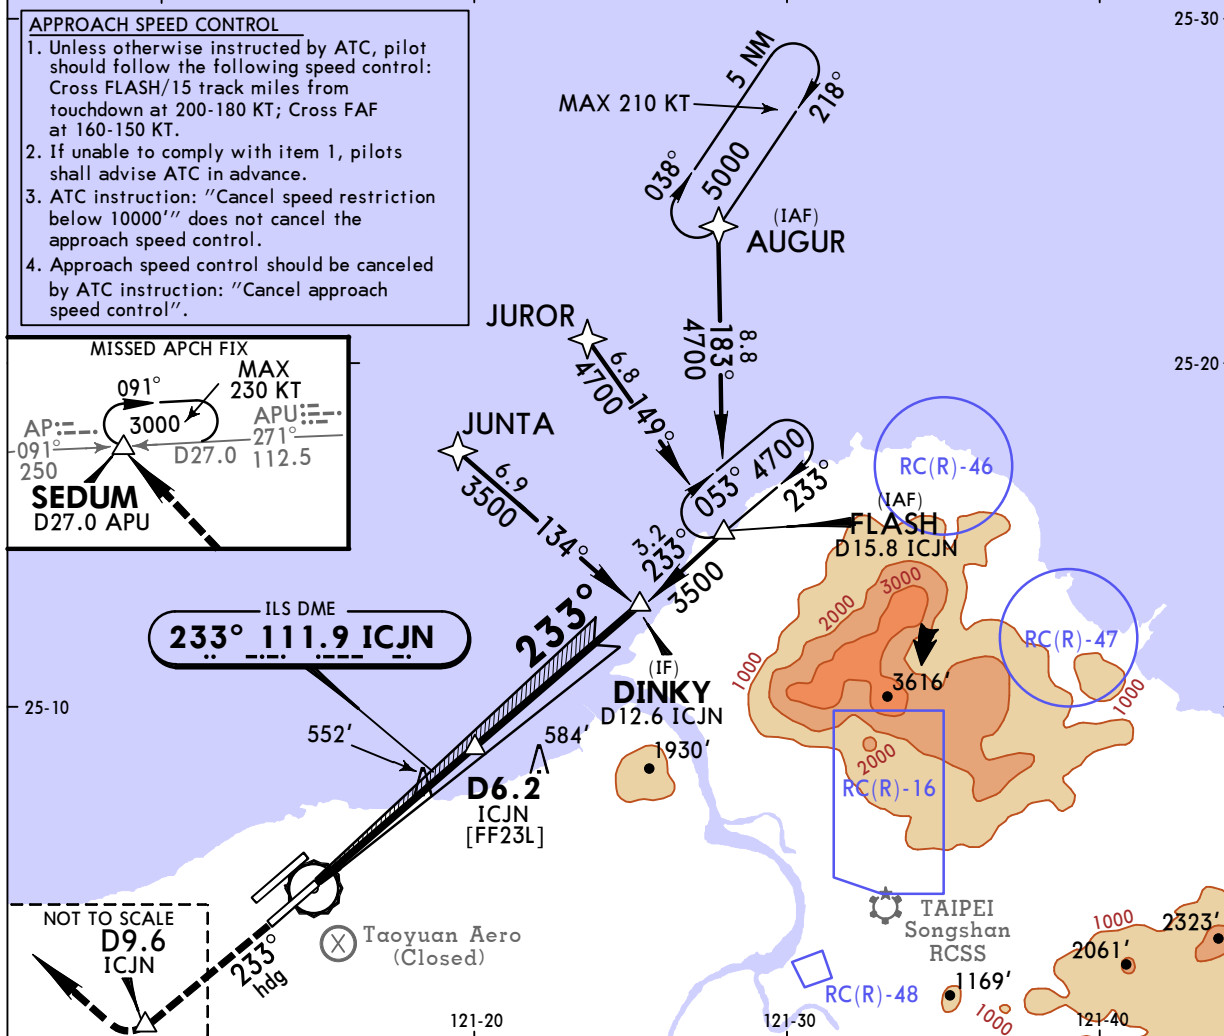 APPROACH SPEED CONTROL
1. Unless otherwise instructed by ATC, pilot
should follow the following speed control:
Cross FLASH/15 track miles from
touchdown at 200-180 KT; Cross FAF
at 160-150 KT.
2. If unable to comply with item 1, pilots
shall advise ATC in advance.
3. ATC instruction: "Cancel speed restriction
below 10000'" does not cancel the
approach speed control.
4. Approach speed control should be canceled
by ATC instruction: "Cancel approach
speed control".
25-30
5 NM
MAX 210 KT
218°
038°
5000
(IAF)
AUGUR
8.8
183°
4700
JUROR
6.8
4700
149°
25-20
MISSED APCH FIX
091°
MAX
230 KT
3000
AP
APU
091°
250
271°
112.5
D27.0
SEDUM
D27.0 APU
JUNTA
6.9
3500
134°
053° 4700
233°
(IAF)
FLASH
D15.8 ICJN
3.2
233°
3500
RC(R)-46
RC(R)-47
ILS DME
233° 111.9 ICJN
233°
(IF)
DINKY
D12.6 ICJN
3000
2000
1000
3616'
1000
2000
25-10
552'
584'
1930'
D6.2
ICJN
[FF23L]
RC(R)-16
NOT TO SCALE
D9.6
ICJN
233°
hdg
Taoyuan Aero
(Closed)
TAIPEI
Songshan
RCSS
RC(R)-48
1169'
1000
1000
2061'
2323'
121-20
121-30
121-40